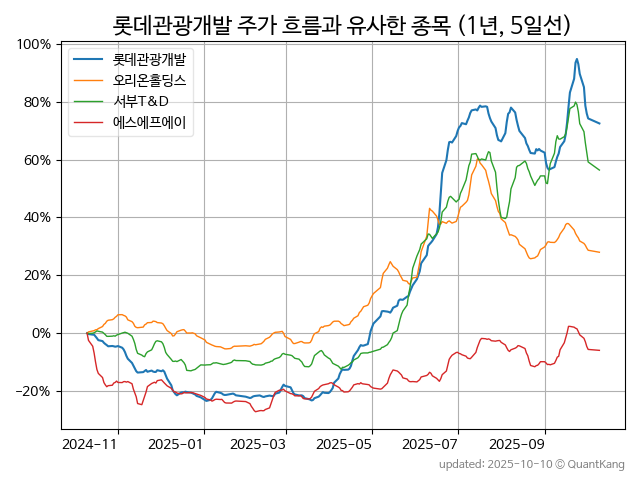 롯데관광개발 주가 흐름과 유사한 종목 (1년, 5일선)
100%
80%
60%
40%
20%
0%
−20%
롯데관광개발
오리온홀딩스
서부T&D
에스에프에이
2024−11
2025−01
2025−03
2025−05
2025−07
2025−09
updated: 2025-10-10 © QuantKang